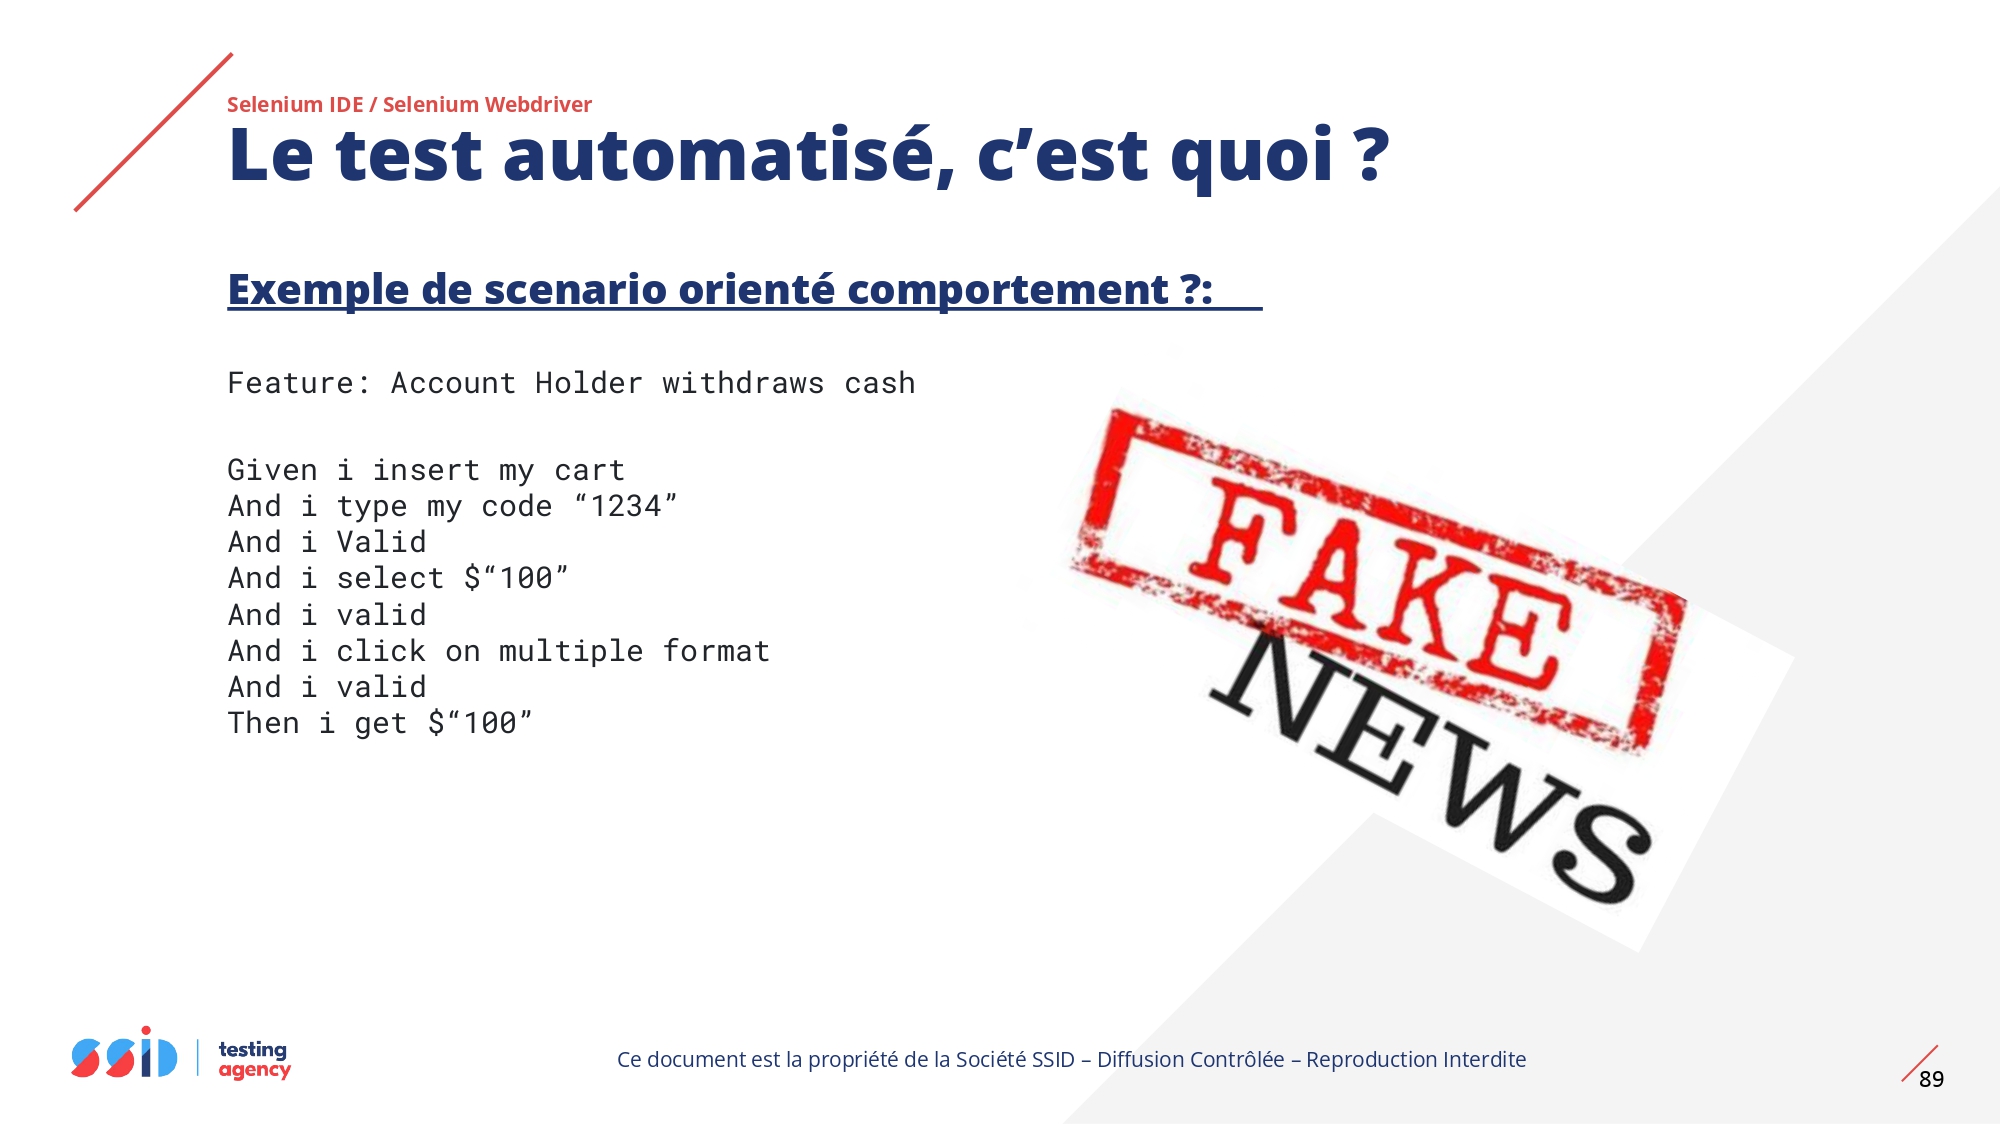 Selenium IDE / Selenium Webdriver
Le test automatisé, c’est quoi ?
Exemple de scenario orienté comportement ?:
Feature: Account Holder withdraws cash
Given i insert my cart
And i type my code “1234”
And i Valid
And i select $“100”
And i valid
And i click on multiple format
And i valid
Then i get $“100”
FAKE
NEWS
ssid
testing
agency
Ce document est la propriété de la Société SSID – Diffusion Contrôlée – Reproduction Interdite
89